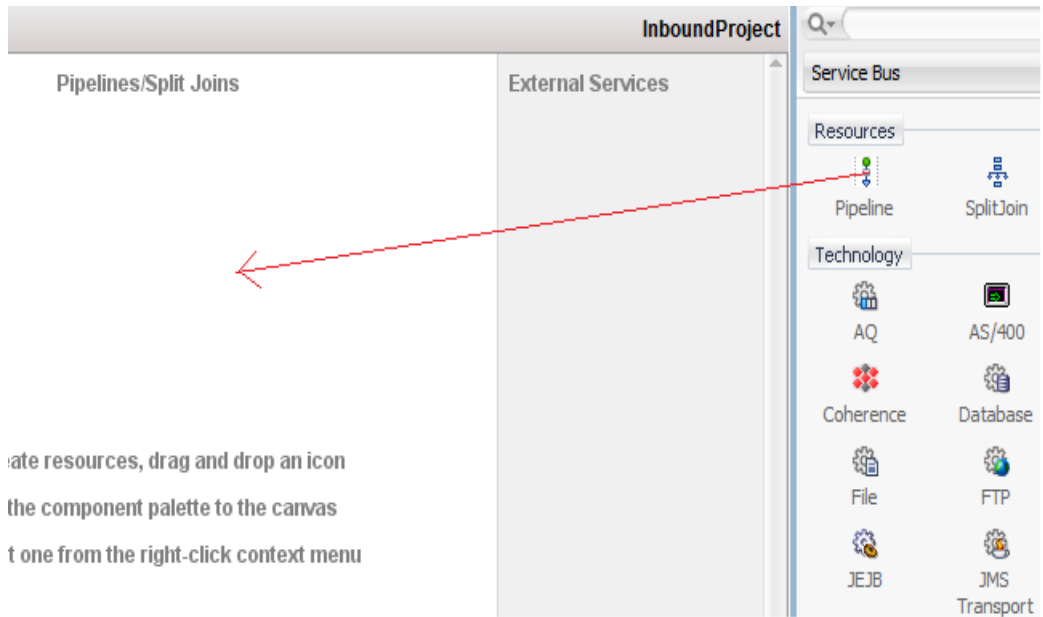 InboundProject
Pipelines/Split Joins
External Services
Service Bus
Resources
Pipeline
SplitJoin
Technology
AQ
AS/400
Coherence
Database
File
FTP
JEJB
JMS
Transport
resources, drag and drop an icon
the component palette to the canvas
one from the right-click context menu